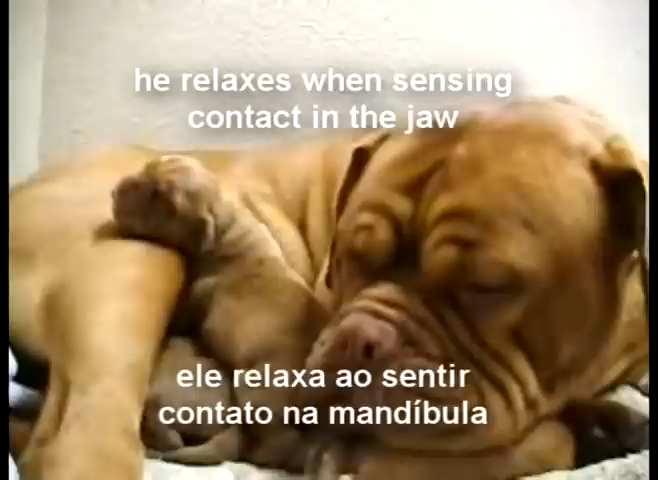 he relaxes when sensing
contact in the jaw
ele relaxa ao sentir
contato na mandíbula